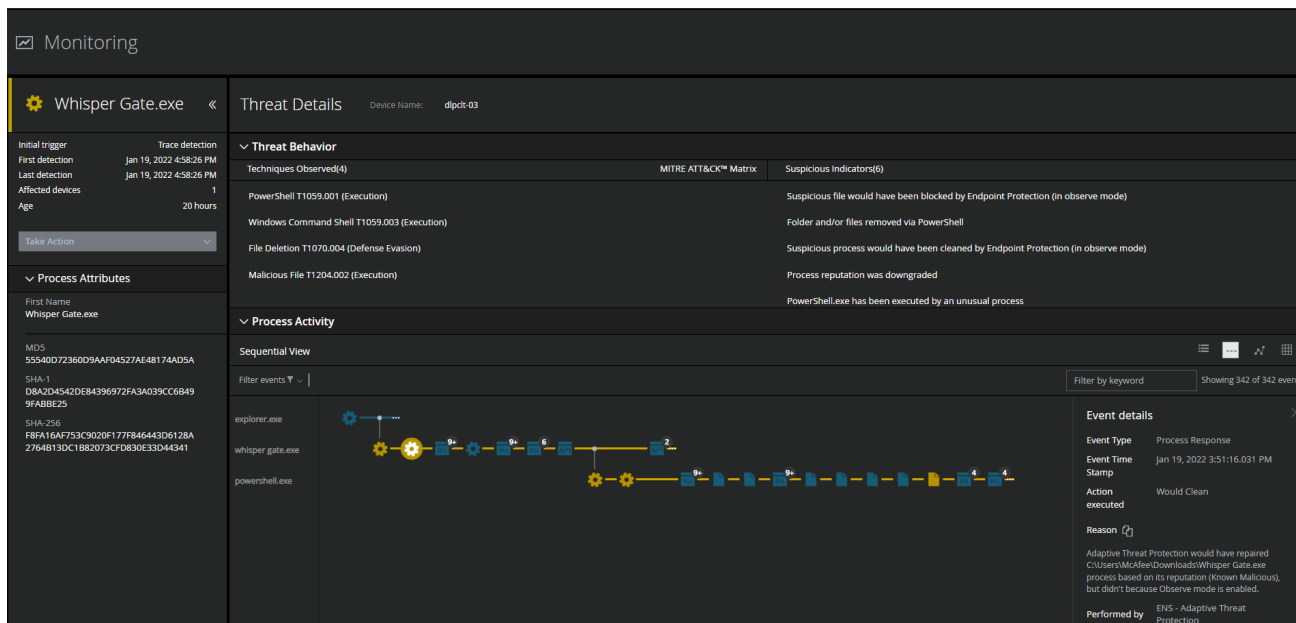 Monitoring
Whisper Gate.exe «
Initial trigger Trace detection
First detection Jan 19, 2022 4:58:26 PM
Last detection Jan 19, 2022 4:58:26 PM
Affected devices 1
Age 20 hours
Take Action
Process Attributes
First Name
Whisper Gate.exe
MD5
55540D72360D9AAF04527AE48174AD5A
SHA-1
D8A2D4542DE84396972FA3A039CC6B49
9FABBE25
SHA-256
F8FA16AF753C9020F177F846443D6128A
2764B13DC1B82073CFD830E33D44341
Threat Details Device Name: dlpclt-03
Threat Behavior
Techniques Observed(4) MITRE ATT&CK™ Matrix Suspicious Indicators(6)
PowerShell T1059.001 (Execution) Suspicious file would have been blocked by Endpoint Protection (in observe mode)
Windows Command Shell T1059.003 (Execution) Folder and/or files removed via PowerShell
File Deletion T1070.004 (Defense Evasion) Suspicious process would have been cleaned by Endpoint Protection (in observe mode)
Malicious File T1204.002 (Execution) Process reputation was downgraded
PowerShell.exe has been executed by an unusual process
Process Activity
Sequential View
Filter events Filter by keyword Showing 342 of 342 even
explorer.exe
whisper gate.exe 9+ 9+ 6 2
powershell.exe 9+ 9+ 4 4
Event details
Event Type Process Response
Event Time Jan 19, 2022 3:51:16.031 PM
Stamp
Action Would Clean
executed
Reason
Adaptive Threat Protection would have repaired
C:\Users\McAfee\Downloads\Whisper Gate.exe
process based on its reputation (Known Malicious),
but didn't because Observe mode is enabled.
Performed by ENS - Adaptive Threat
Protection